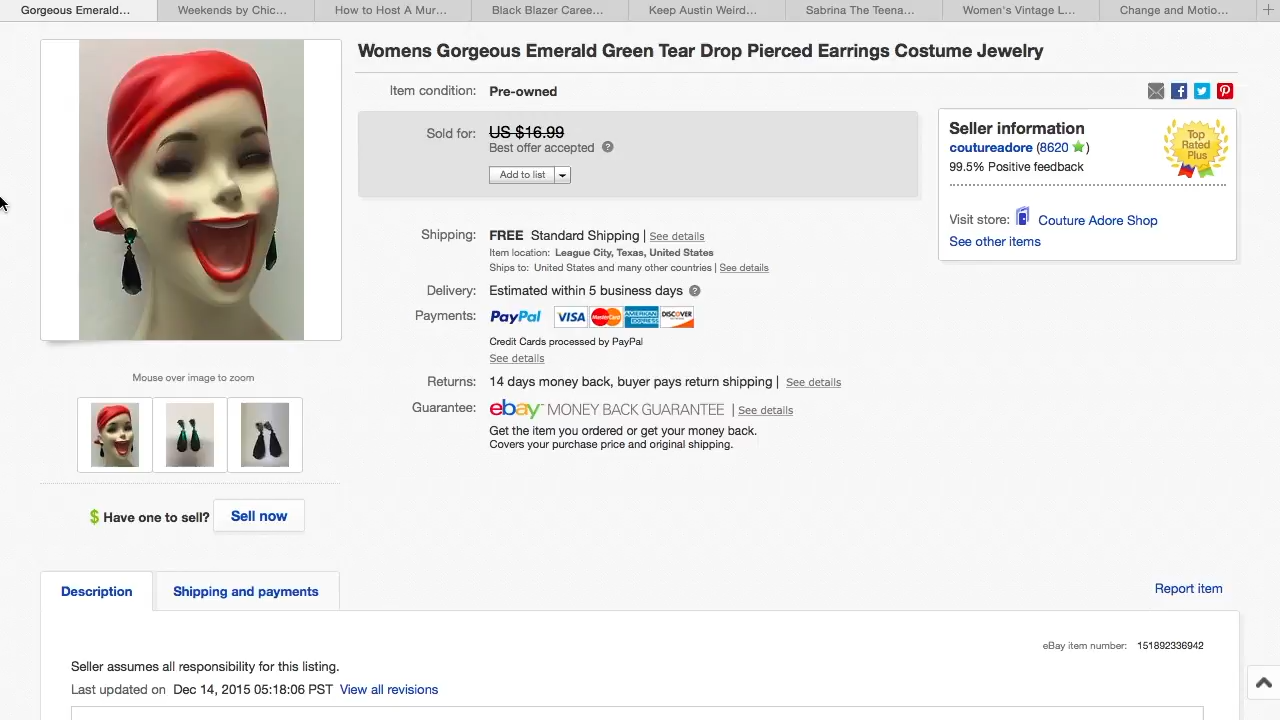 Gorgeous Emerald...
Weekends by Chic...
How to Host A Mur...
Black Blazer Caree...
Keep Austin Weird...
Sabrina The Teena...
Women's Vintage L...
Change and Motio...
Womens Gorgeous Emerald Green Tear Drop Pierced Earrings Costume Jewelry
Item condition: Pre-owned
Sold for: US $16.99
Best offer accepted
Add to list
Seller information
coutureadore (8620)
99.5% Positive feedback
Top Rated Plus
Visit store: Couture Adore Shop
See other items
Shipping: FREE Standard Shipping | See details
Item location: League City, Texas, United States
Ships to: United States and many other countries | See details
Delivery: Estimated within 5 business days
Payments: PayPal VISA MasterCard AMERICAN EXPRESS DISCOVER
Credit Cards processed by PayPal
See details
Returns: 14 days money back, buyer pays return shipping | See details
Guarantee: ebay MONEY BACK GUARANTEE | See details
Get the item you ordered or get your money back.
Covers your purchase price and original shipping.
Mouse over image to zoom
$ Have one to sell? Sell now
Description
Shipping and payments
Report item
eBay item number: 151892336942
Seller assumes all responsibility for this listing.
Last updated on Dec 14, 2015 05:18:06 PST View all revisions